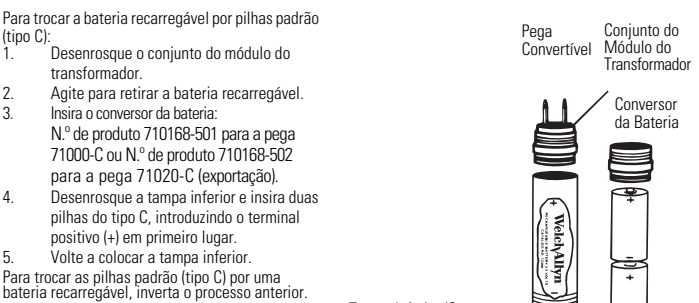 Para trocar a bateria recarregável por pilhas padrão
(tipo C):
1. Desenrosque o conjunto do módulo do
transformador.
2. Agite para retirar a bateria recarregável.
3. Insira o conversor da bateria:
N.º de produto 710168-501 para a pega
71000-C ou N.º de produto 710168-502
para a pega 71020-C (exportação).
4. Desenrosque a tampa inferior e insira duas
pilhas do tipo C, introduzindo o terminal
positivo (+) em primeiro lugar.
5. Volte a colocar a tampa inferior.
Para trocar as pilhas padrão (tipo C) por uma
bateria recarregável, inverta o processo anterior.
Pega
Convertível
Conjunto do
Módulo do
Transformador
Conversor
da Bateria
+
WelchAllyn
−
+
−
+